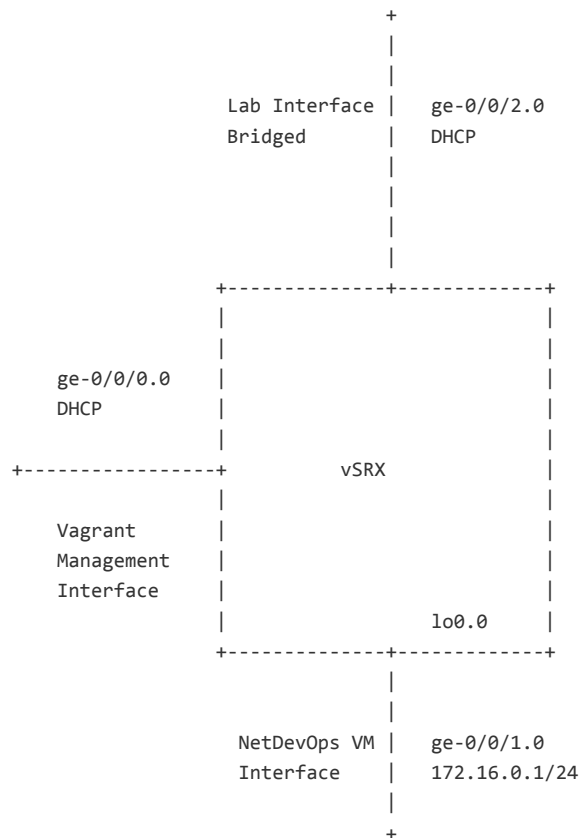 Lab Interface ge-0/0/2.0
Bridged DHCP
ge-0/0/0.0
DHCP
vSRX
Vagrant
Management
Interface
lo0.0
NetDevOps VM ge-0/0/1.0
Interface 172.16.0.1/24